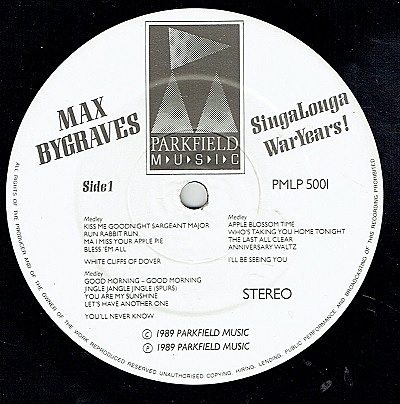 MAX
BYGRAVES
SingaLonga
WarYears!
PARKFIELD
M·U·S·I·C
Side 1
PMLP 5001
Medley
KISS ME GOODNIGHT SARGEANT MAJOR
RUN RABBIT RUN
MA I MISS YOUR APPLE PIE
BLESS 'EM ALL
WHITE CLIFFS OF DOVER
Medley
GOOD MORNING – GOOD MORNING
JINGLE JANGLE JINGLE (SPURS)
YOU ARE MY SUNSHINE
LET'S HAVE ANOTHER ONE
YOU'LL NEVER KNOW
Medley
APPLE BLOSSOM TIME
WHO'S TAKING YOU HOME TONIGHT
THE LAST ALL CLEAR
ANNIVERSARY WALTZ
I'LL BE SEEING YOU
STEREO
© 1989 PARKFIELD MUSIC
℗ 1989 PARKFIELD MUSIC
ALL RIGHTS OF THE PRODUCER AND OF THE OWNER OF THE WORK REPRODUCED RESERVED UNAUTHORISED COPYING, HIRING, LENDING, PUBLIC PERFORMANCE AND BROADCASTING OF THIS RECORDING PROHIBITED